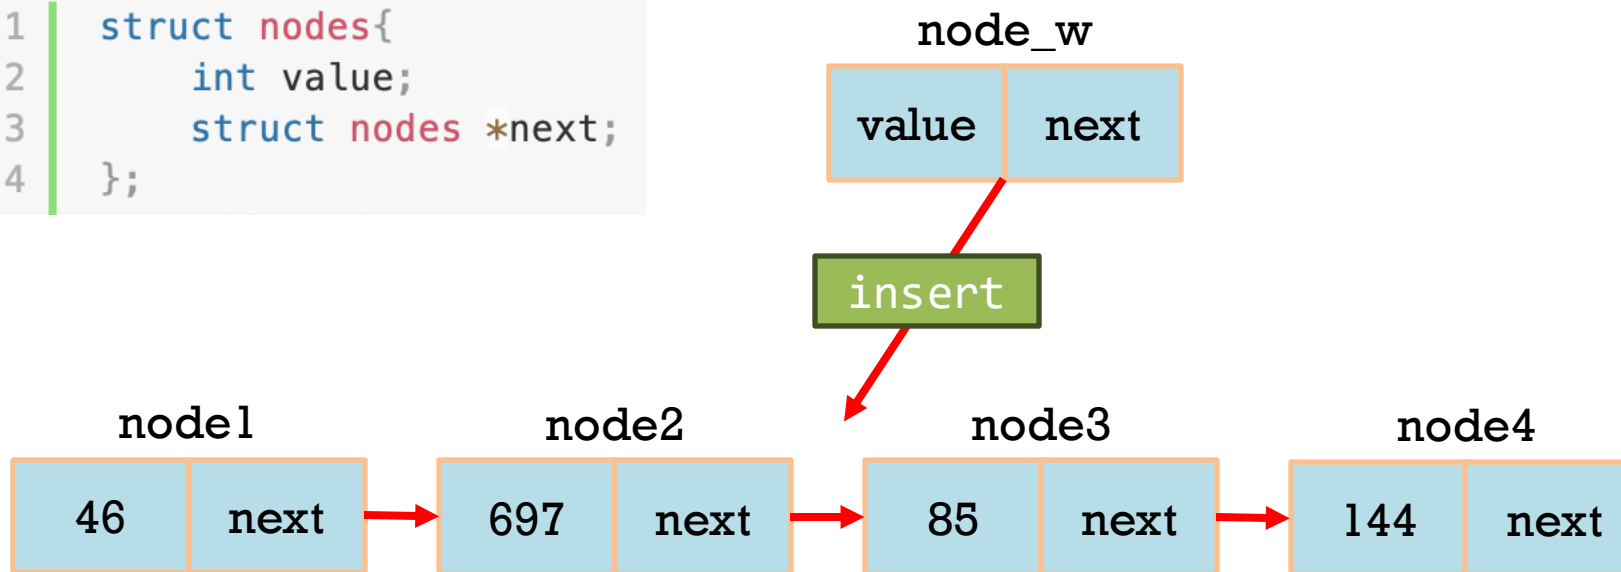 1 struct nodes{
2 int value;
3 struct nodes *next;
4 };
node_w
value next
insert
node1 node2 node3 node4
46 next 697 next 85 next 144 next